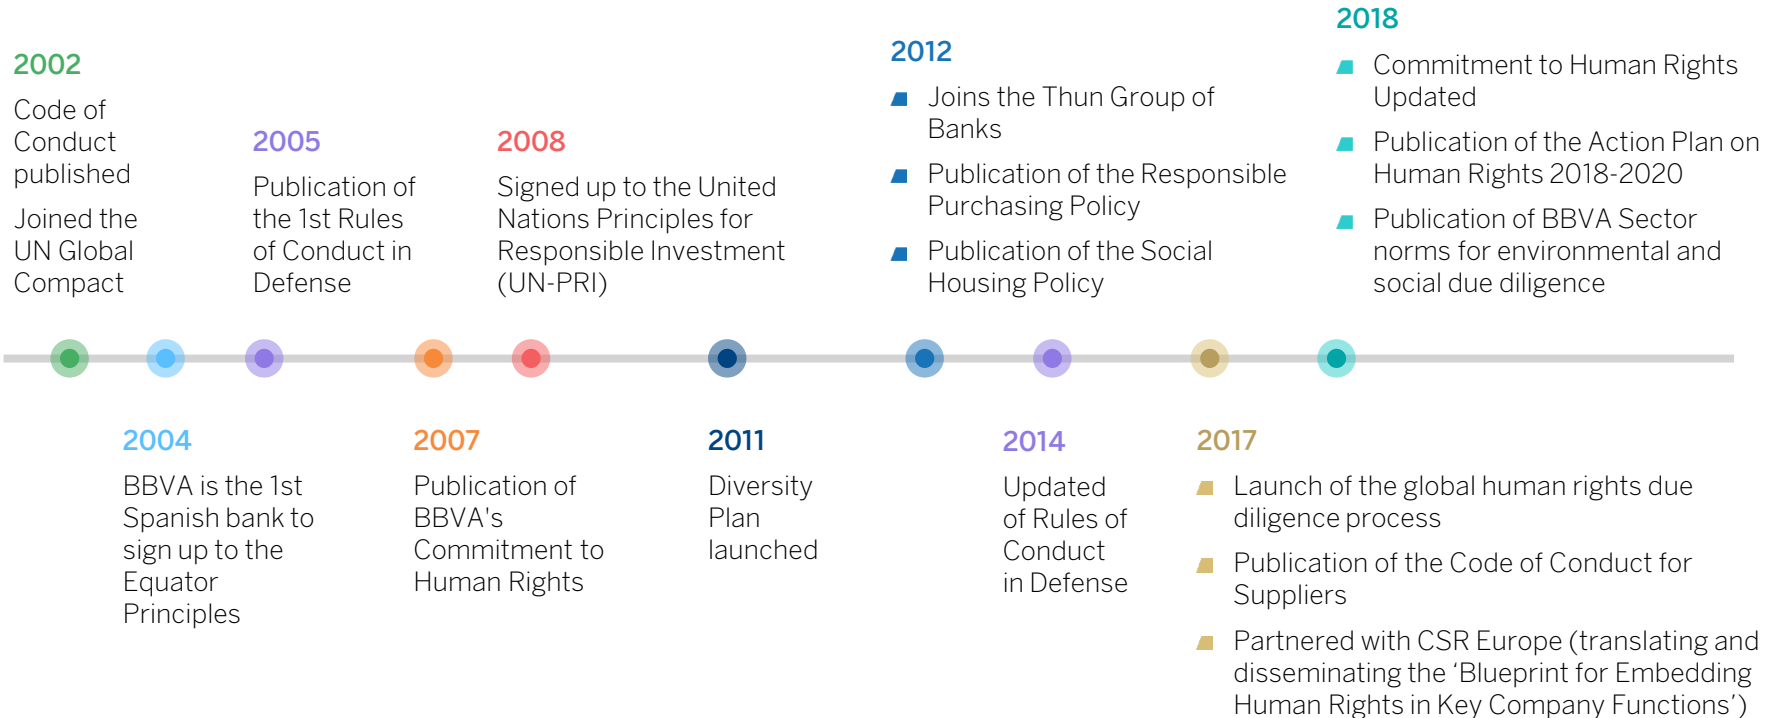 2002
Code of
Conduct
published
Joined the
UN Global
Compact
2005
Publication of
the 1st Rules
of Conduct in
Defense
2008
Signed up to the United
Nations Principles for
Responsible Investment
(UN-PRI)
2012
Joins the Thun Group of
Banks
Publication of the Responsible
Purchasing Policy
Publication of the Social
Housing Policy
2018
Commitment to Human Rights
Updated
Publication of the Action Plan on
Human Rights 2018-2020
Publication of BBVA Sector
norms for environmental and
social due diligence
2004
BBVA is the 1st
Spanish bank to
sign up to the
Equator
Principles
2007
Publication of
BBVA's
Commitment to
Human Rights
2011
Diversity
Plan
launched
2014
Updated
of Rules of
Conduct
in Defense
2017
Launch of the global human rights due
diligence process
Publication of the Code of Conduct for
Suppliers
Partnered with CSR Europe (translating and
disseminating the ‘Blueprint for Embedding
Human Rights in Key Company Functions’)